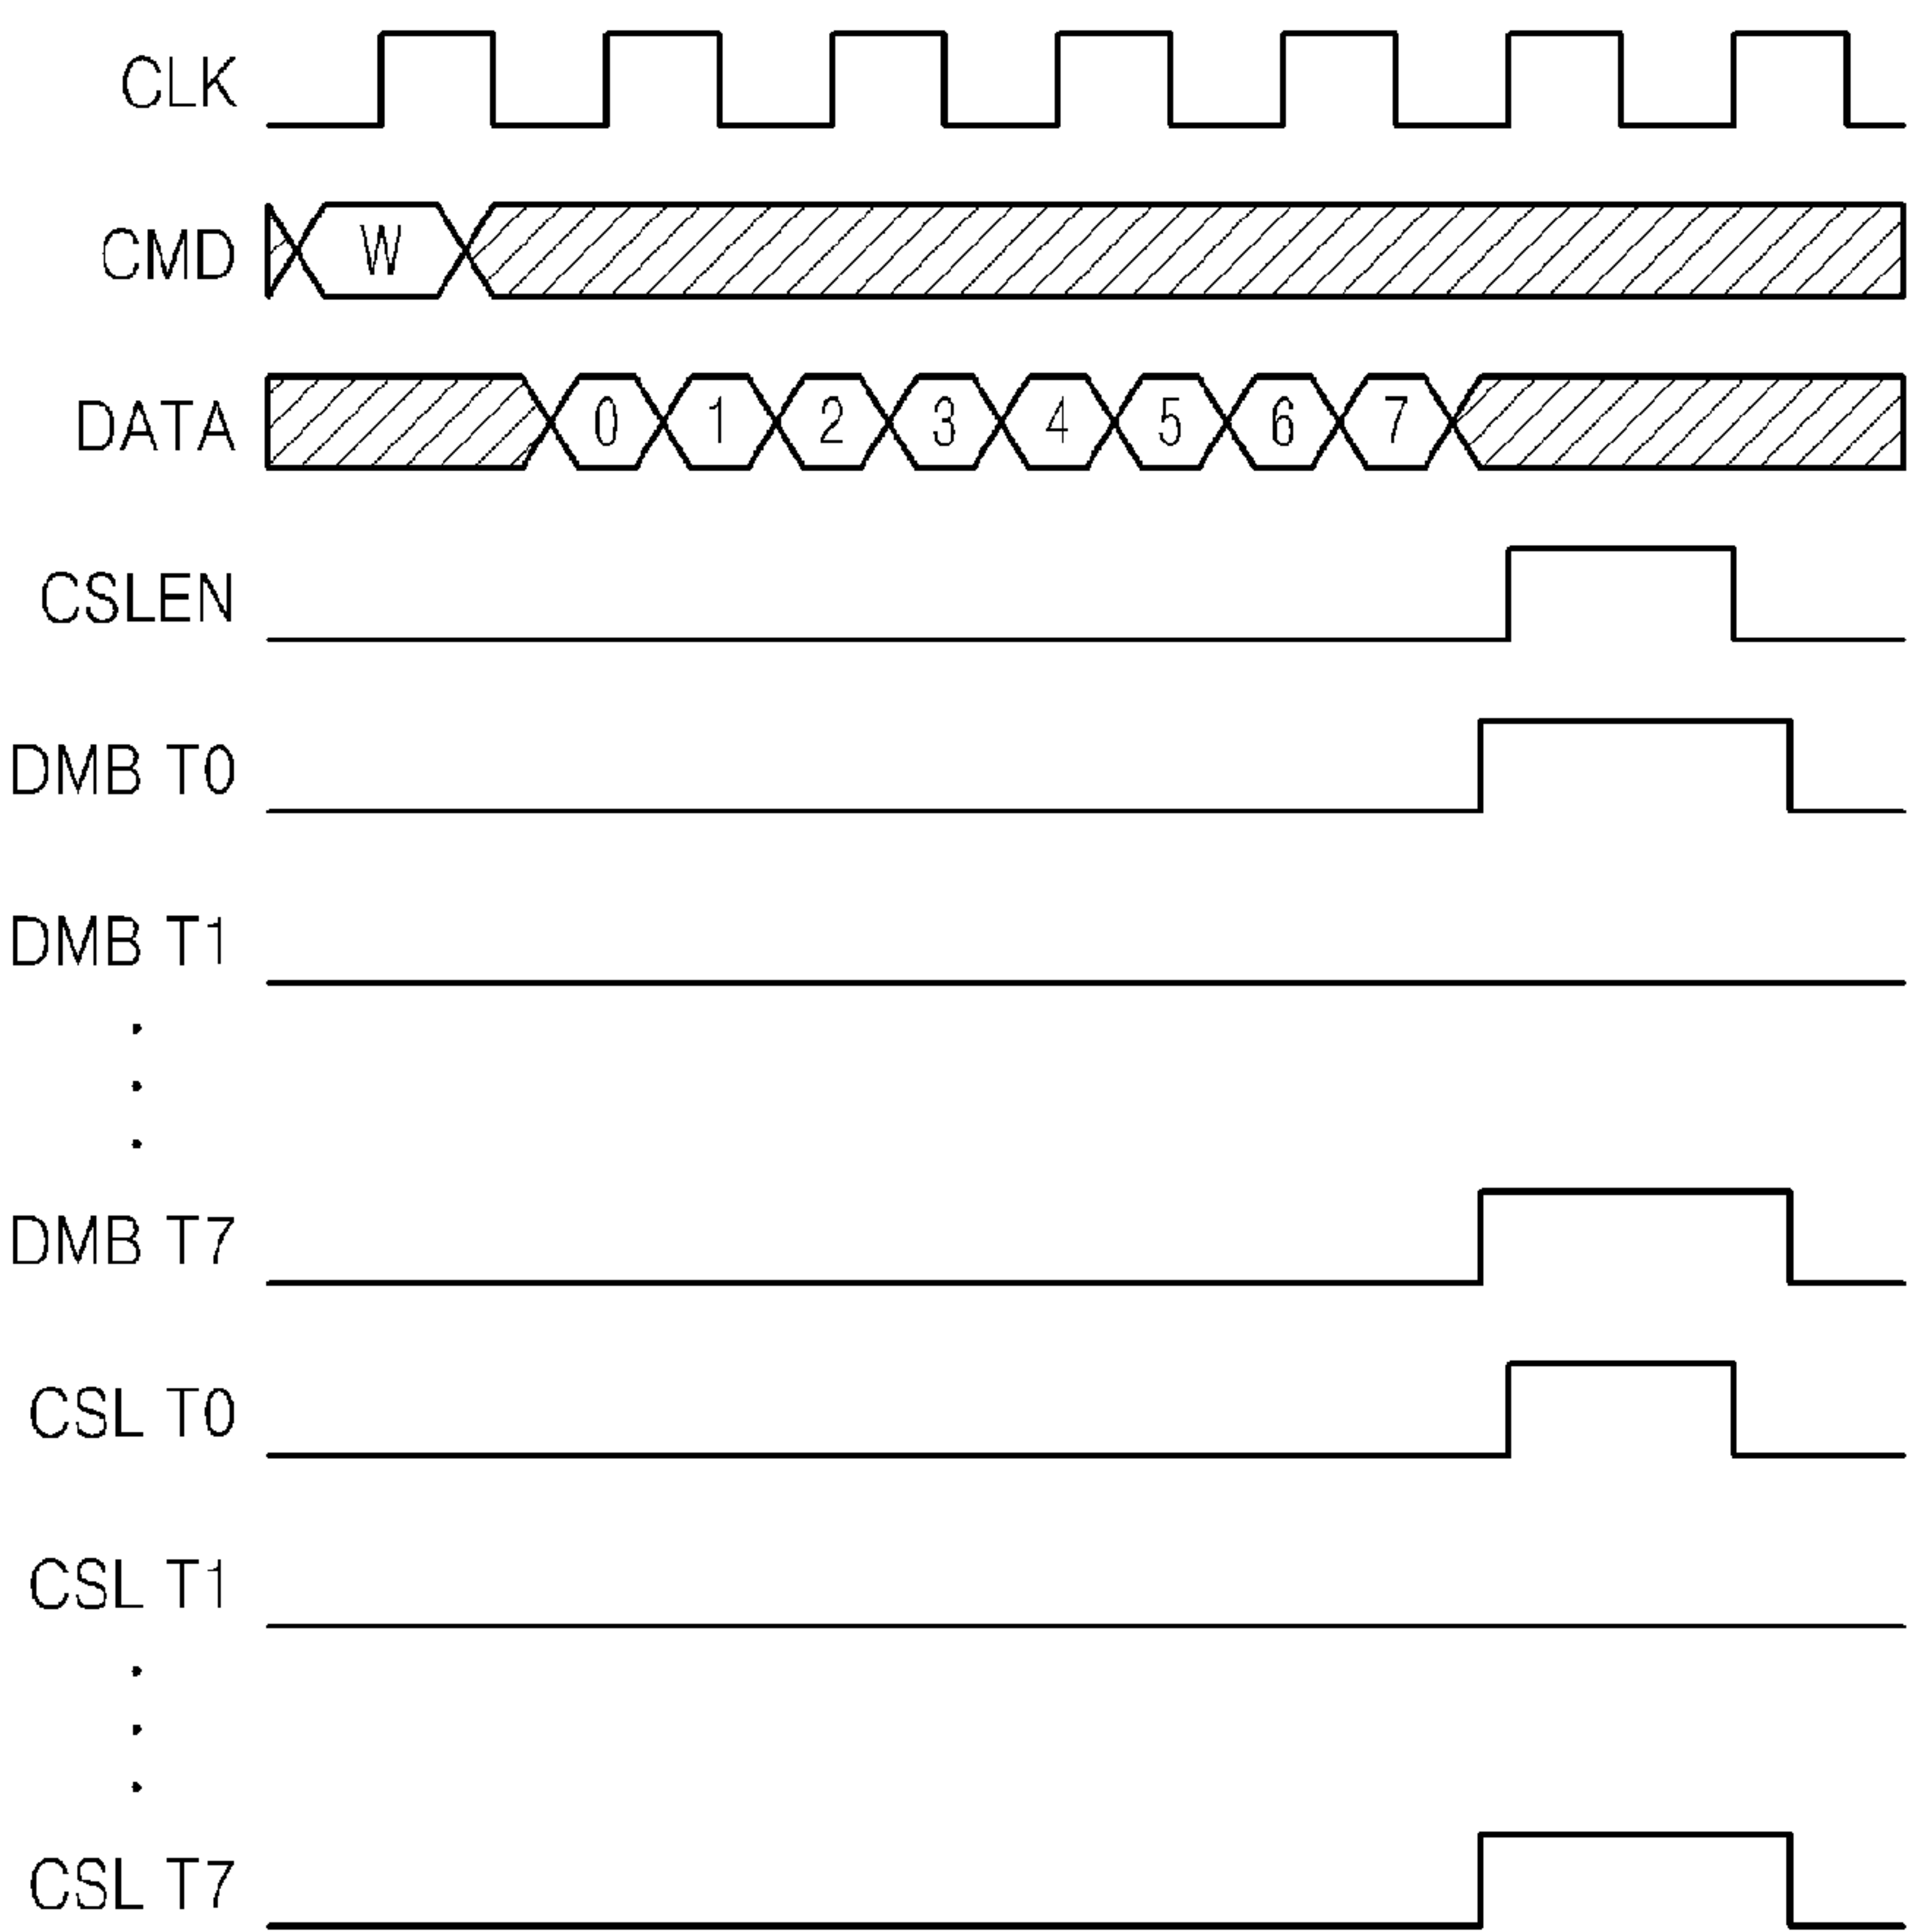 CLK
CMD W
DATA 0 1 2 3 4 5 6 7
CSLEN
DMB T0
DMB T1
DMB T7
CSL T0
CSL T1
CSL T7